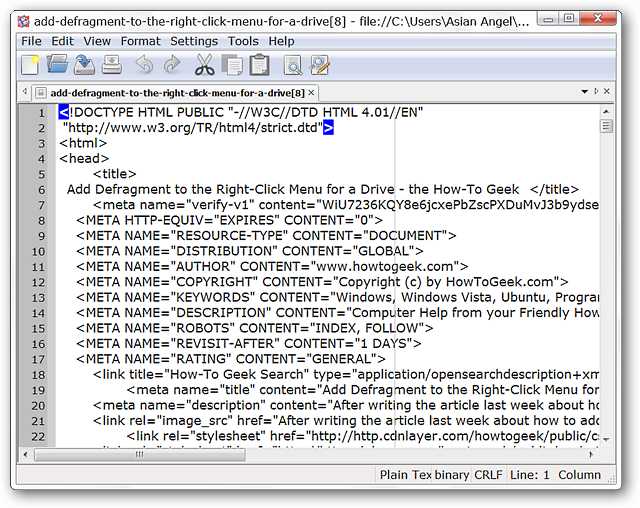 add-defragment-to-the-right-click-menu-for-a-drive[8] - file://C:\Users\Asian Angel\...
File Edit View Format Settings Tools Help
add-defragment-to-the-right-click-menu-for-a-drive[8]
1 <!DOCTYPE HTML PUBLIC "-//W3C//DTD HTML 4.01//EN"
2 "http://www.w3.org/TR/html4/strict.dtd">
3 <html>
4 <head>
5 <title>
6 Add Defragment to the Right-Click Menu for a Drive - the How-To Geek </title>
7 <meta name="verify-v1" content="WiU7236KQY8e6jcxePbZscPXDuMvJ3b9ydse
8 <META HTTP-EQUIV="EXPIRES" CONTENT="0">
9 <META NAME="RESOURCE-TYPE" CONTENT="DOCUMENT">
10 <META NAME="DISTRIBUTION" CONTENT="GLOBAL">
11 <META NAME="AUTHOR" CONTENT="www.howtogeek.com">
12 <META NAME="COPYRIGHT" CONTENT="Copyright (c) by HowToGeek.com">
13 <META NAME="KEYWORDS" CONTENT="Windows, Windows Vista, Ubuntu, Progran
14 <META NAME="DESCRIPTION" CONTENT="Computer Help from your Friendly How
15 <META NAME="ROBOTS" CONTENT="INDEX, FOLLOW">
16 <META NAME="REVISIT-AFTER" CONTENT="1 DAYS">
17 <META NAME="RATING" CONTENT="GENERAL">
18 <link title="How-To Geek Search" type="application/opensearchdescription+xm
19 <meta name="title" content="Add Defragment to the Right-Click Menu for
20 <meta name="description" content="After writing the article last week about ho
21 <link rel="image_src" href="After writing the article last week about how to add
22 <link rel="stylesheet" href="http://http.cdnlayer.com/howtogeek/public/c
Plain Tex binary CRLF Line: 1 Column